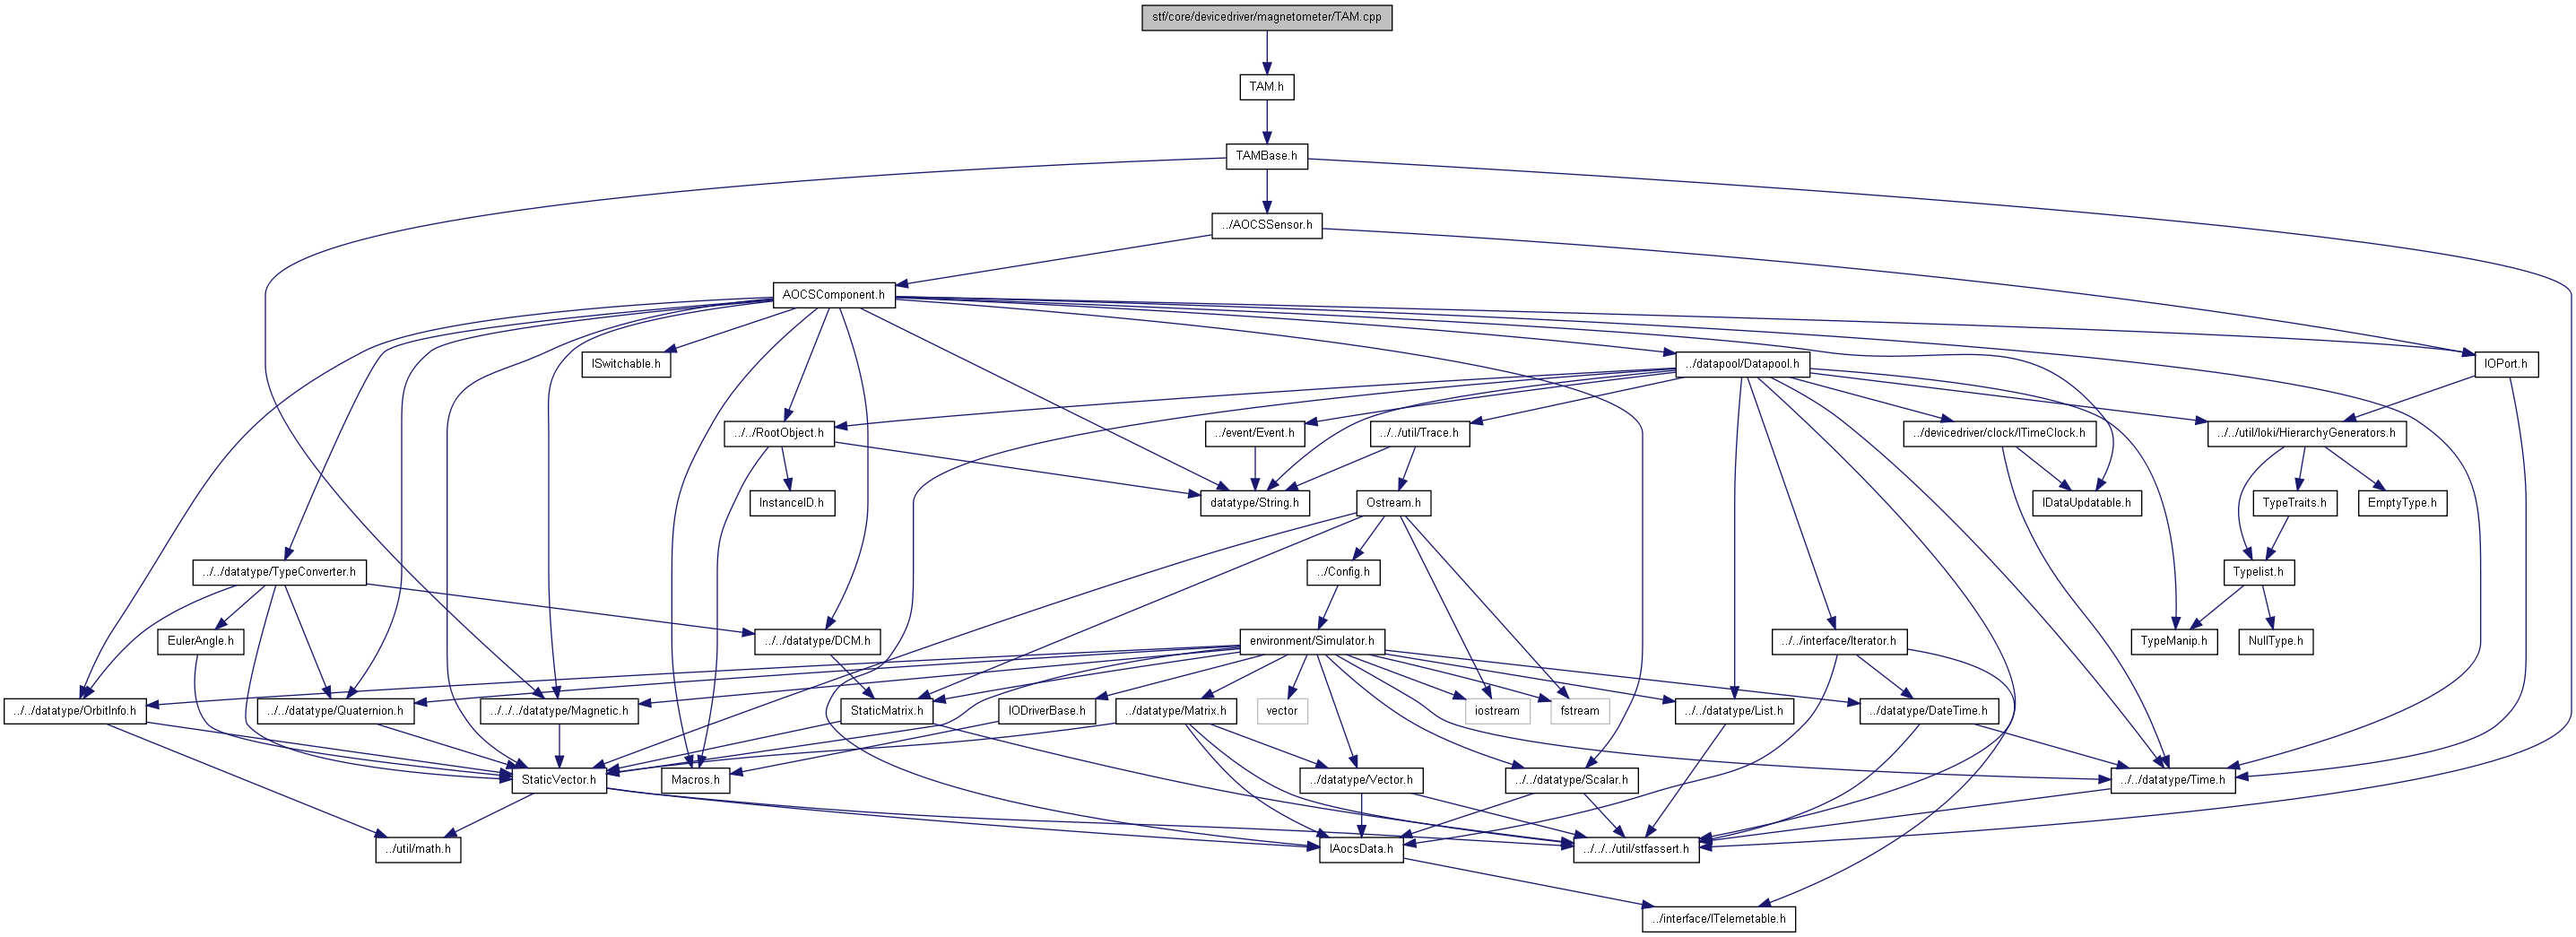 stf/core/devicedriver/magnetometer/TAM.cpp
TAM.h
TAMBase.h
../AOCSSensor.h
AOCSComponent.h
ISwitchable.h
../datapool/Datapool.h
IOPort.h
../../RootObject.h
../event/Event.h
../../util/Trace.h
../devicedriver/clock/ITimeClock.h
../../util/loki/HierarchyGenerators.h
InstanceID.h
datatype/String.h
Ostream.h
IDataUpdatable.h
TypeTraits.h
EmptyType.h
../../datatype/TypeConverter.h
../Config.h
Typelist.h
EulerAngle.h
../../datatype/DCM.h
environment/Simulator.h
../../interface/Iterator.h
TypeManip.h
NullType.h
../../datatype/OrbitInfo.h
../../datatype/Quaternion.h
../../../datatype/Magnetic.h
StaticMatrix.h
IODriverBase.h
../datatype/Matrix.h
vector
iostream
fstream
../../datatype/List.h
../datatype/DateTime.h
StaticVector.h
Macros.h
../datatype/Vector.h
../../datatype/Scalar.h
../../datatype/Time.h
../util/math.h
IAocsData.h
../../../util/stfassert.h
../interface/ITelemetable.h